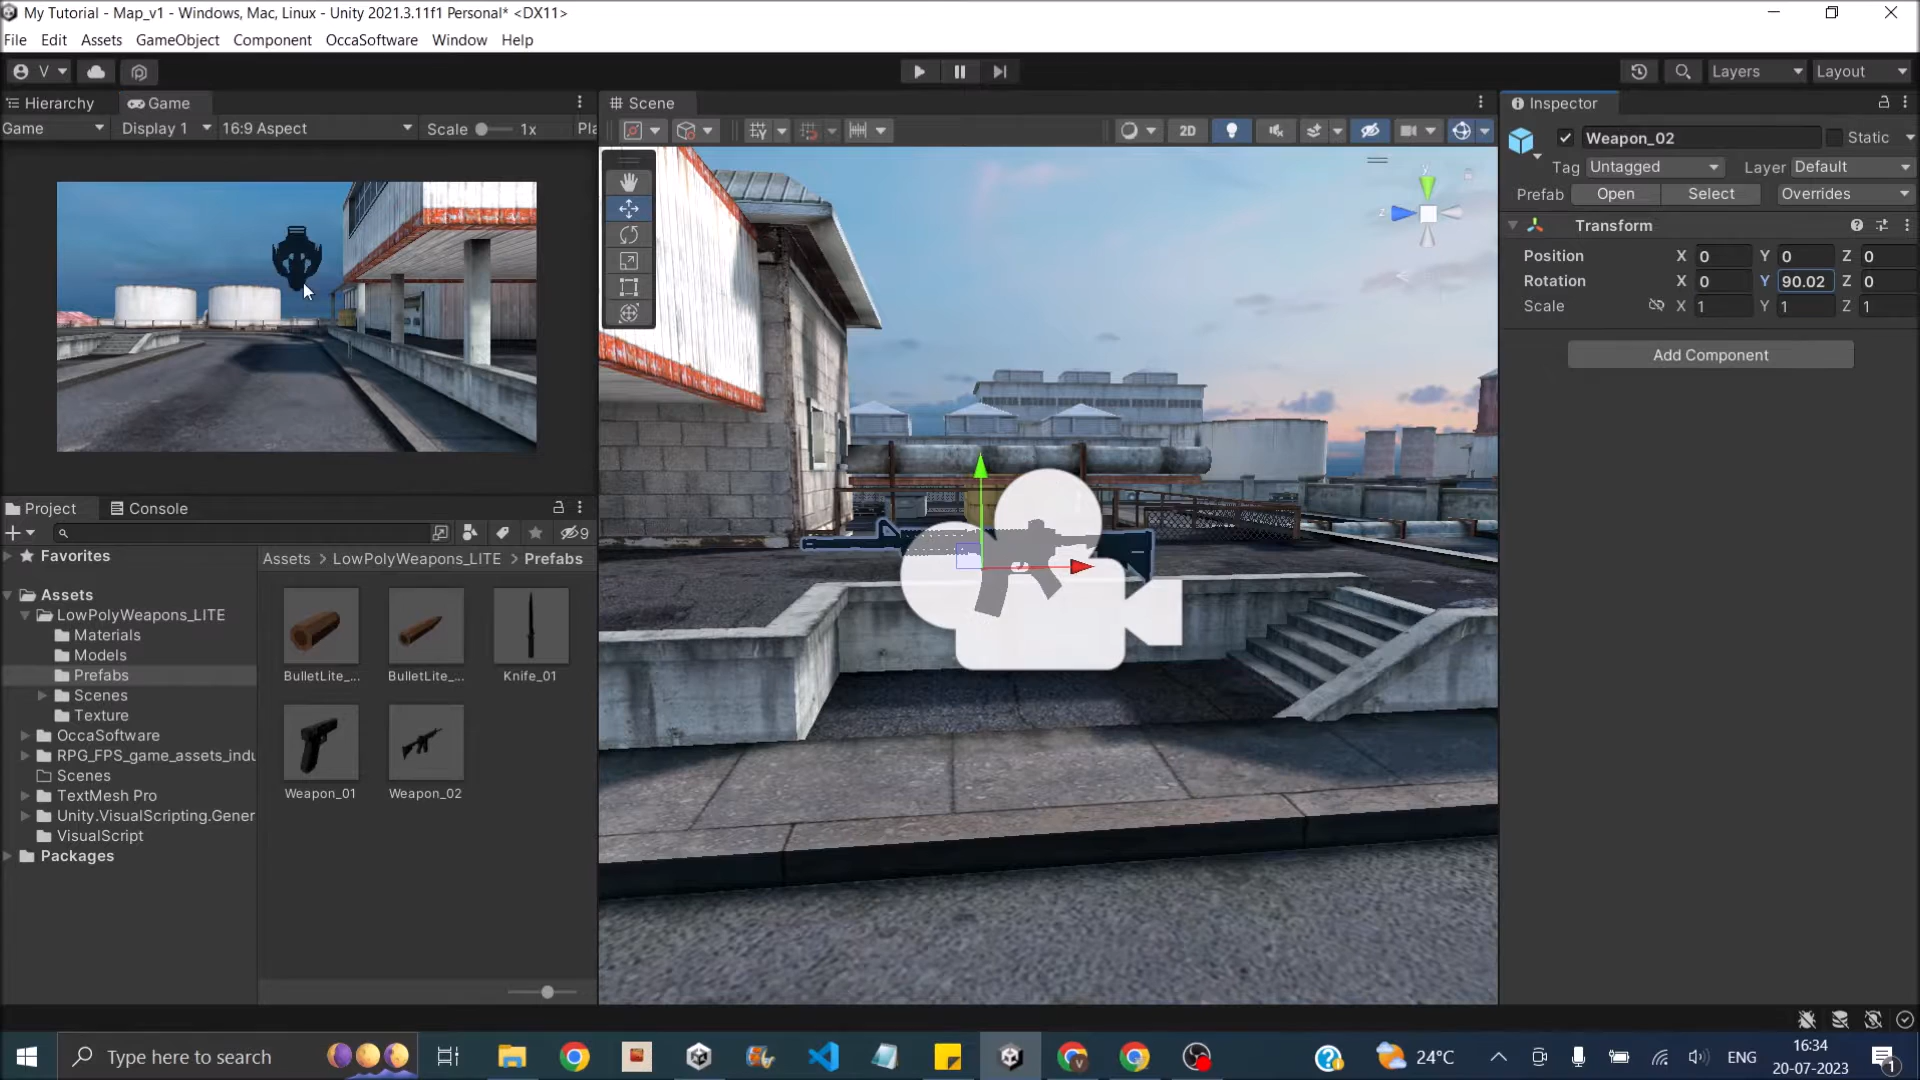 My Tutorial - Map_v1 - Windows, Mac, Linux - Unity 2021.3.11f1 Personal* <DX11>
File Edit Assets GameObject Component OccaSoftware Window Help
V Layers Layout
Hierarchy Game
Game Display 1 16:9 Aspect Scale 1x Pla
Scene
2D
y
z
Inspector
Weapon_02 Static
Tag Untagged Layer Default
Prefab Open Select Overrides
Transform
Position X 0 Y 0 Z 0
Rotation X 0 Y 90.02 Z 0
Scale X 1 Y 1 Z 1
Add Component
Project Console
9
Favorites
Assets
LowPolyWeapons_LITE
Materials
Models
Prefabs
Scenes
Texture
OccaSoftware
RPG_FPS_game_assets_indu
Scenes
TextMesh Pro
Unity.VisualScripting.Gener
VisualScript
Packages
Assets > LowPolyWeapons_LITE > Prefabs
BulletLite_... BulletLite_... Knife_01
Weapon_01 Weapon_02
Type here to search
24°C
ENG
16:34
20-07-2023
1